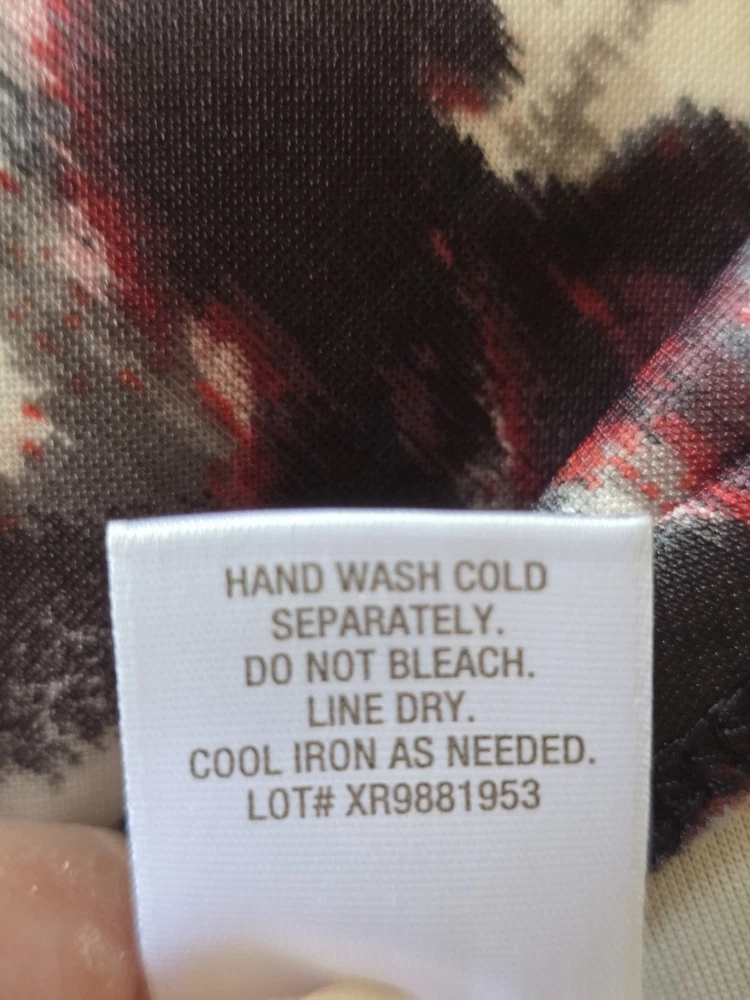 HAND WASH COLD
SEPARATELY.
DO NOT BLEACH.
LINE DRY.
COOL IRON AS NEEDED.
LOT# XR9881953